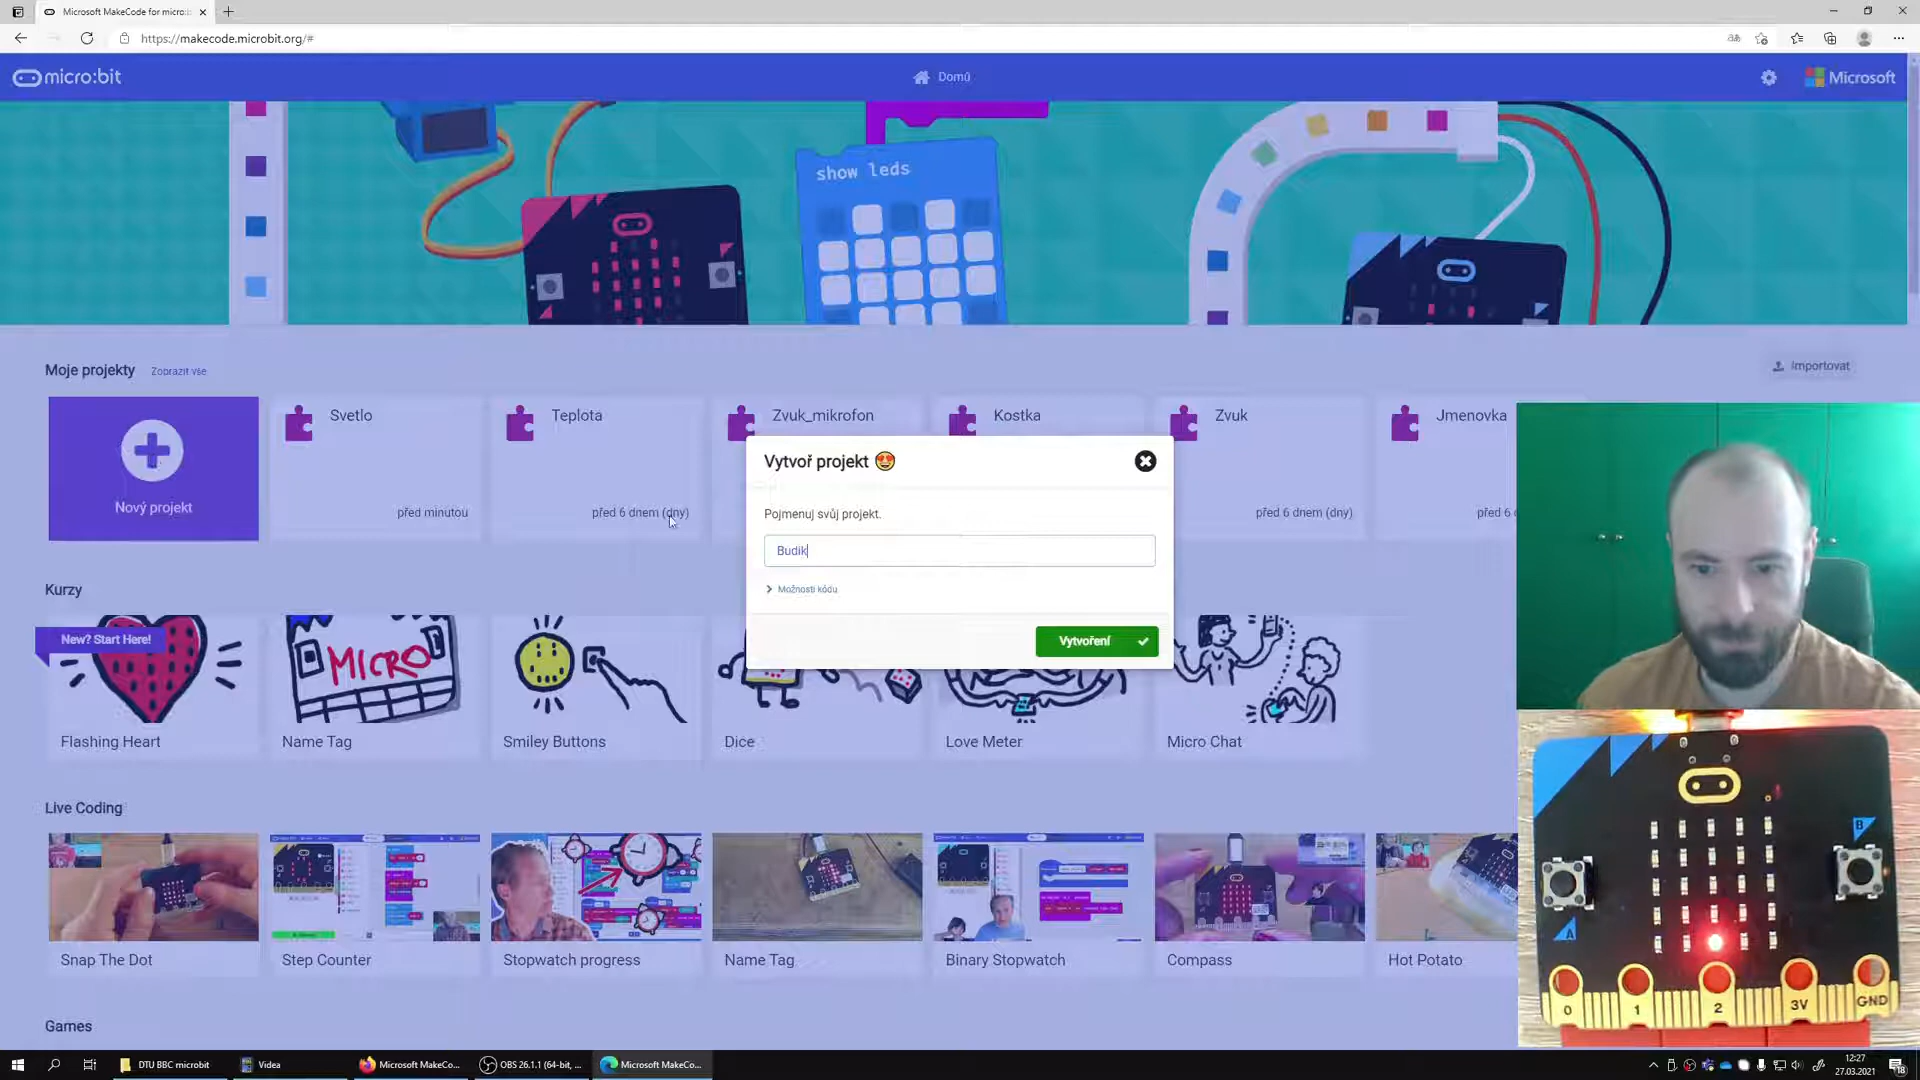 Microsoft MakeCode for micro:b
https://makecode.microbit.org/#
micro:bit
Domů
Microsoft
show leds
Moje projekty
Zobrazit vše
Importovat
Nový projekt
Svetlo
před minutou
Teplota
před 6 dnem (dny)
Zvuk_mikrofon
Kostka
Zvuk
před 6 dnem (dny)
Jmenovka
před 6
Vytvoř projekt
Pojmenuj svůj projekt.
Budik
Možnosti kódu
Vytvoření
Kurzy
New? Start Here!
MICRO
Flashing Heart
Name Tag
Smiley Buttons
Dice
Love Meter
Micro Chat
Live Coding
Snap The Dot
Step Counter
Stopwatch progress
Name Tag
Binary Stopwatch
Compass
Hot Potato
Games
A
B
0
1
2
3V
GND
DTU BBC microbit
Videa
Microsoft MakeCo...
OBS 26.1.1 (64-bit, ...
Microsoft MakeCo...
12:27
27.03.2021
18